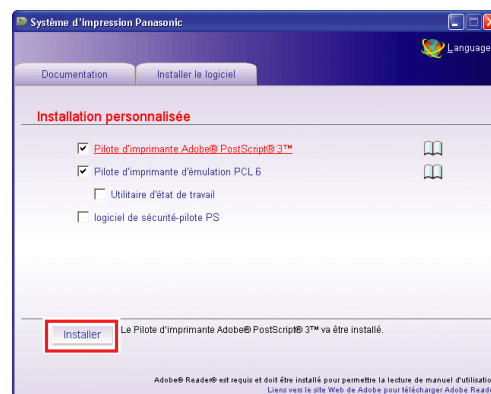 Système d'impression Panasonic
Language
Documentation Installer le logiciel
Installation personnalisée
Pilote d'imprimante Adobe® PostScript® 3™
Pilote d'imprimante d'émulation PCL 6
Utilitaire d'état de travail
logiciel de sécurité-pilote PS
Installer Le Pilote d'imprimante Adobe® PostScript® 3™ va être installé.
Adobe® Reader® est requis et doit être installé pour permettre la lecture de manuel d'utilisatio
Liens vers le site Web de Adobe pour télécharger Adobe Reade